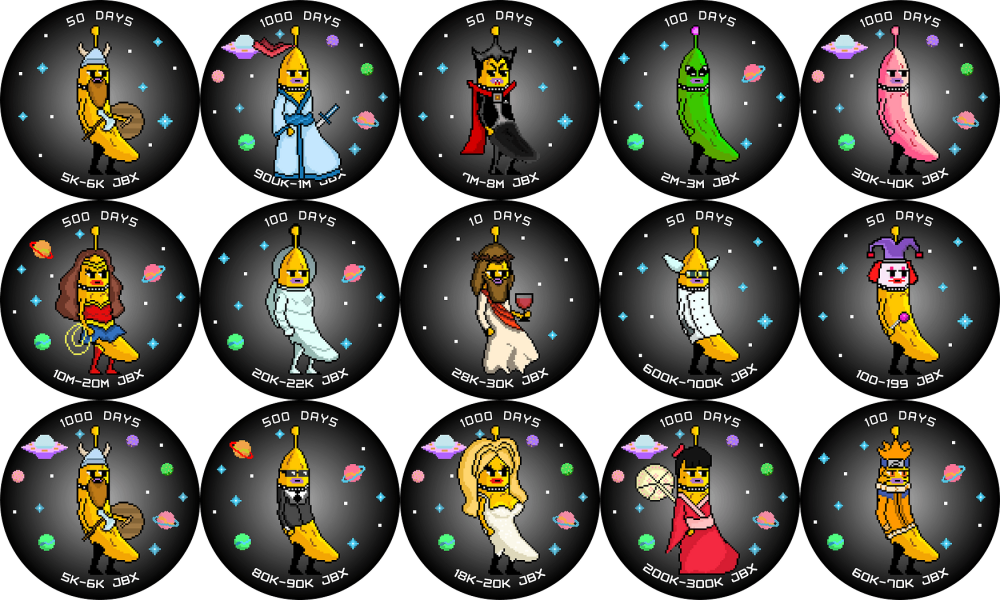 50 DAYS
5K-6K JBX
1000 DAYS
900K-1M JBX
50 DAYS
7M-8M JBX
100 DAYS
2M-3M JBX
1000 DAYS
30K-40K JBX
500 DAYS
10M-20M JBX
100 DAYS
20K-22K JBX
10 DAYS
28K-30K JBX
50 DAYS
600K-700K JBX
50 DAYS
100-199 JBX
1000 DAYS
5K-6K JBX
500 DAYS
80K-90K JBX
1000 DAYS
18K-20K JBX
1000 DAYS
200K-300K JBX
100 DAYS
60K-70K JBX